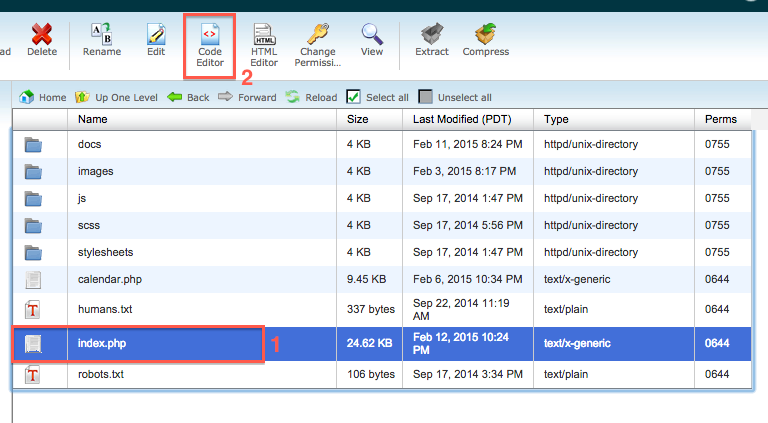 ad Delete Rename Edit Code Editor HTML Editor Change Permissi... View Extract Compress
2
Home Up One Level Back Forward Reload Select all Unselect all
Name Size Last Modified (PDT) Type Perms
docs 4 KB Feb 11, 2015 8:24 PM httpd/unix-directory 0755
images 4 KB Feb 3, 2015 8:17 PM httpd/unix-directory 0755
js 4 KB Sep 17, 2014 1:47 PM httpd/unix-directory 0755
scss 4 KB Sep 17, 2014 5:56 PM httpd/unix-directory 0755
stylesheets 4 KB Sep 17, 2014 1:47 PM httpd/unix-directory 0755
calendar.php 9.45 KB Feb 6, 2015 10:34 PM text/x-generic 0644
humans.txt 337 bytes Sep 22, 2014 11:19 AM text/plain 0644
index.php 1 24.62 KB Feb 12, 2015 10:24 PM text/x-generic 0644
robots.txt 106 bytes Sep 17, 2014 3:34 PM text/plain 0644